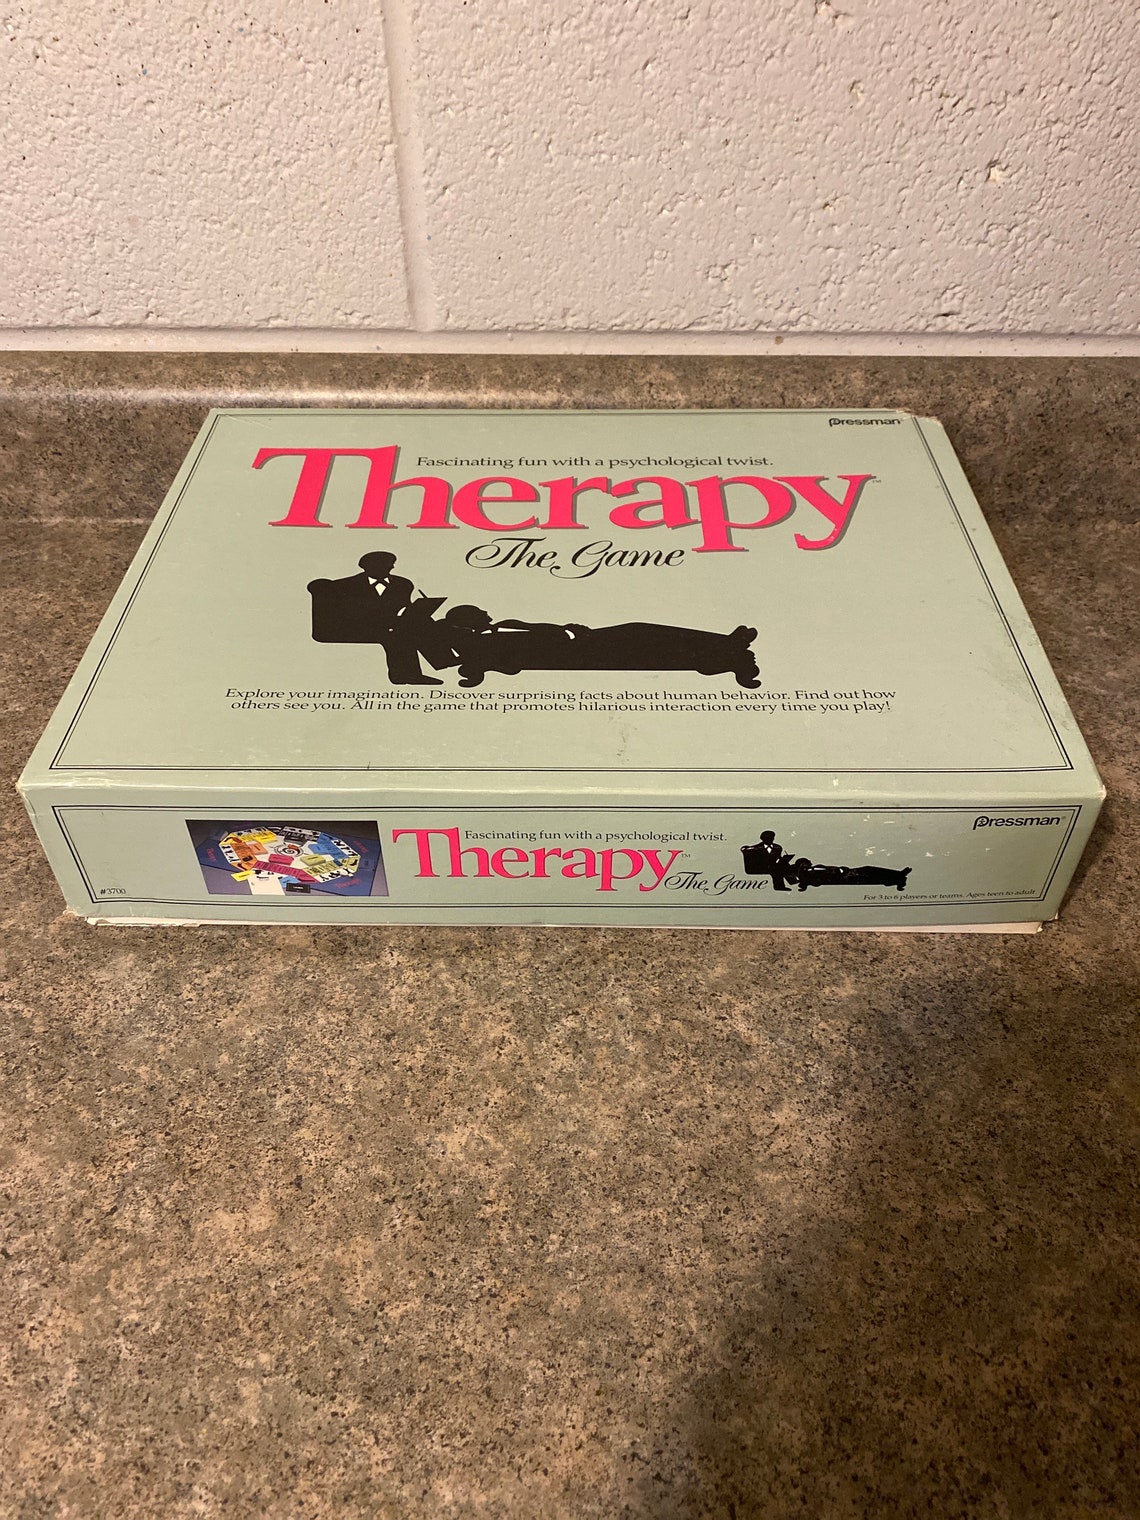 Pressman®
Fascinating fun with a psychological twist.
Therapy™
The Game
Explore your imagination. Discover surprising facts about human behavior. Find out how
others see you. All in the game that promotes hilarious interaction every time you play!
Pressman®
Fascinating fun with a psychological twist.
Therapy™
The Game
#3700
For 3 to 6 players or teams. Ages teen to adult